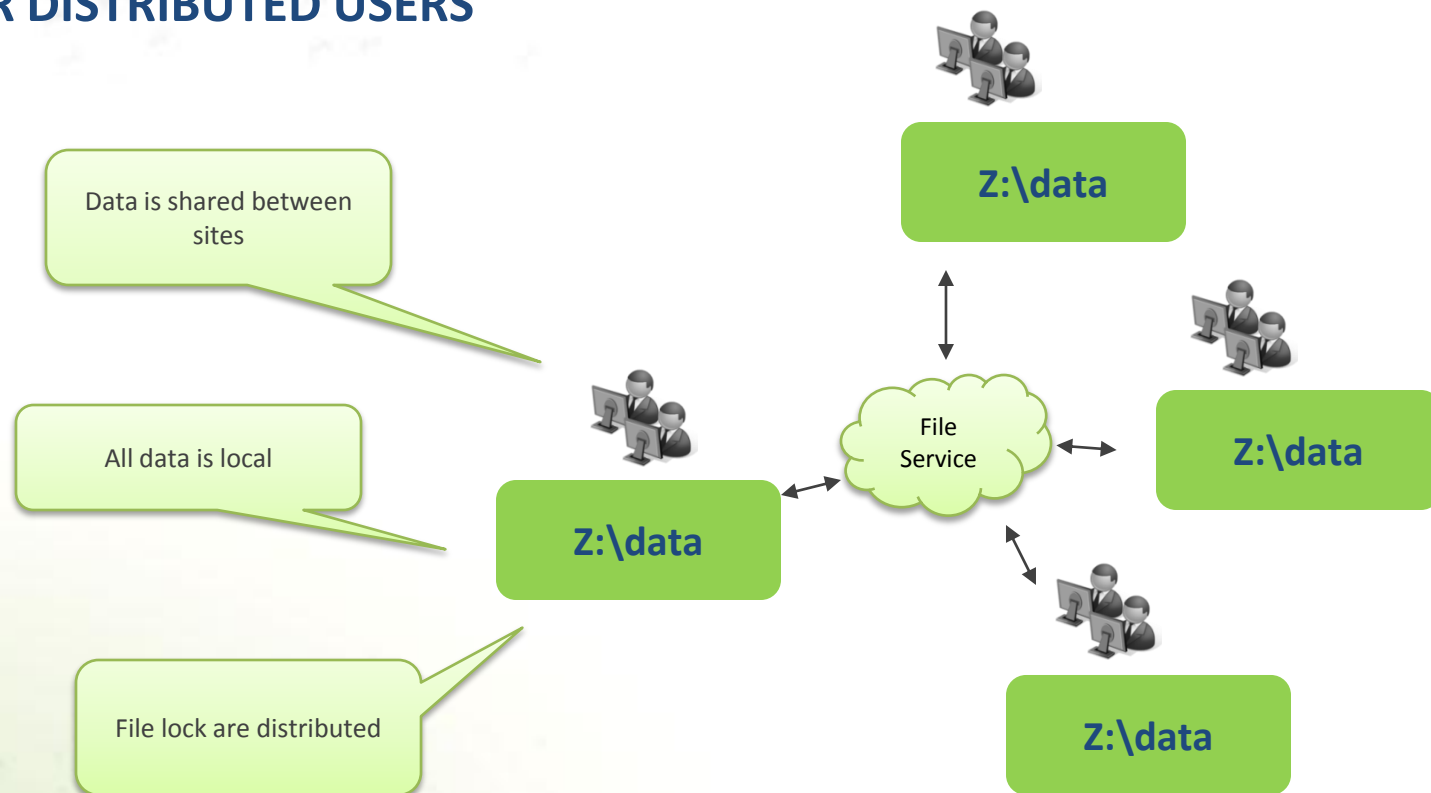 R DISTRIBUTED USERS
Data is shared between
sites
All data is local
File lock are distributed
Z:\data
File
Service
Z:\data
Z:\data
Z:\data